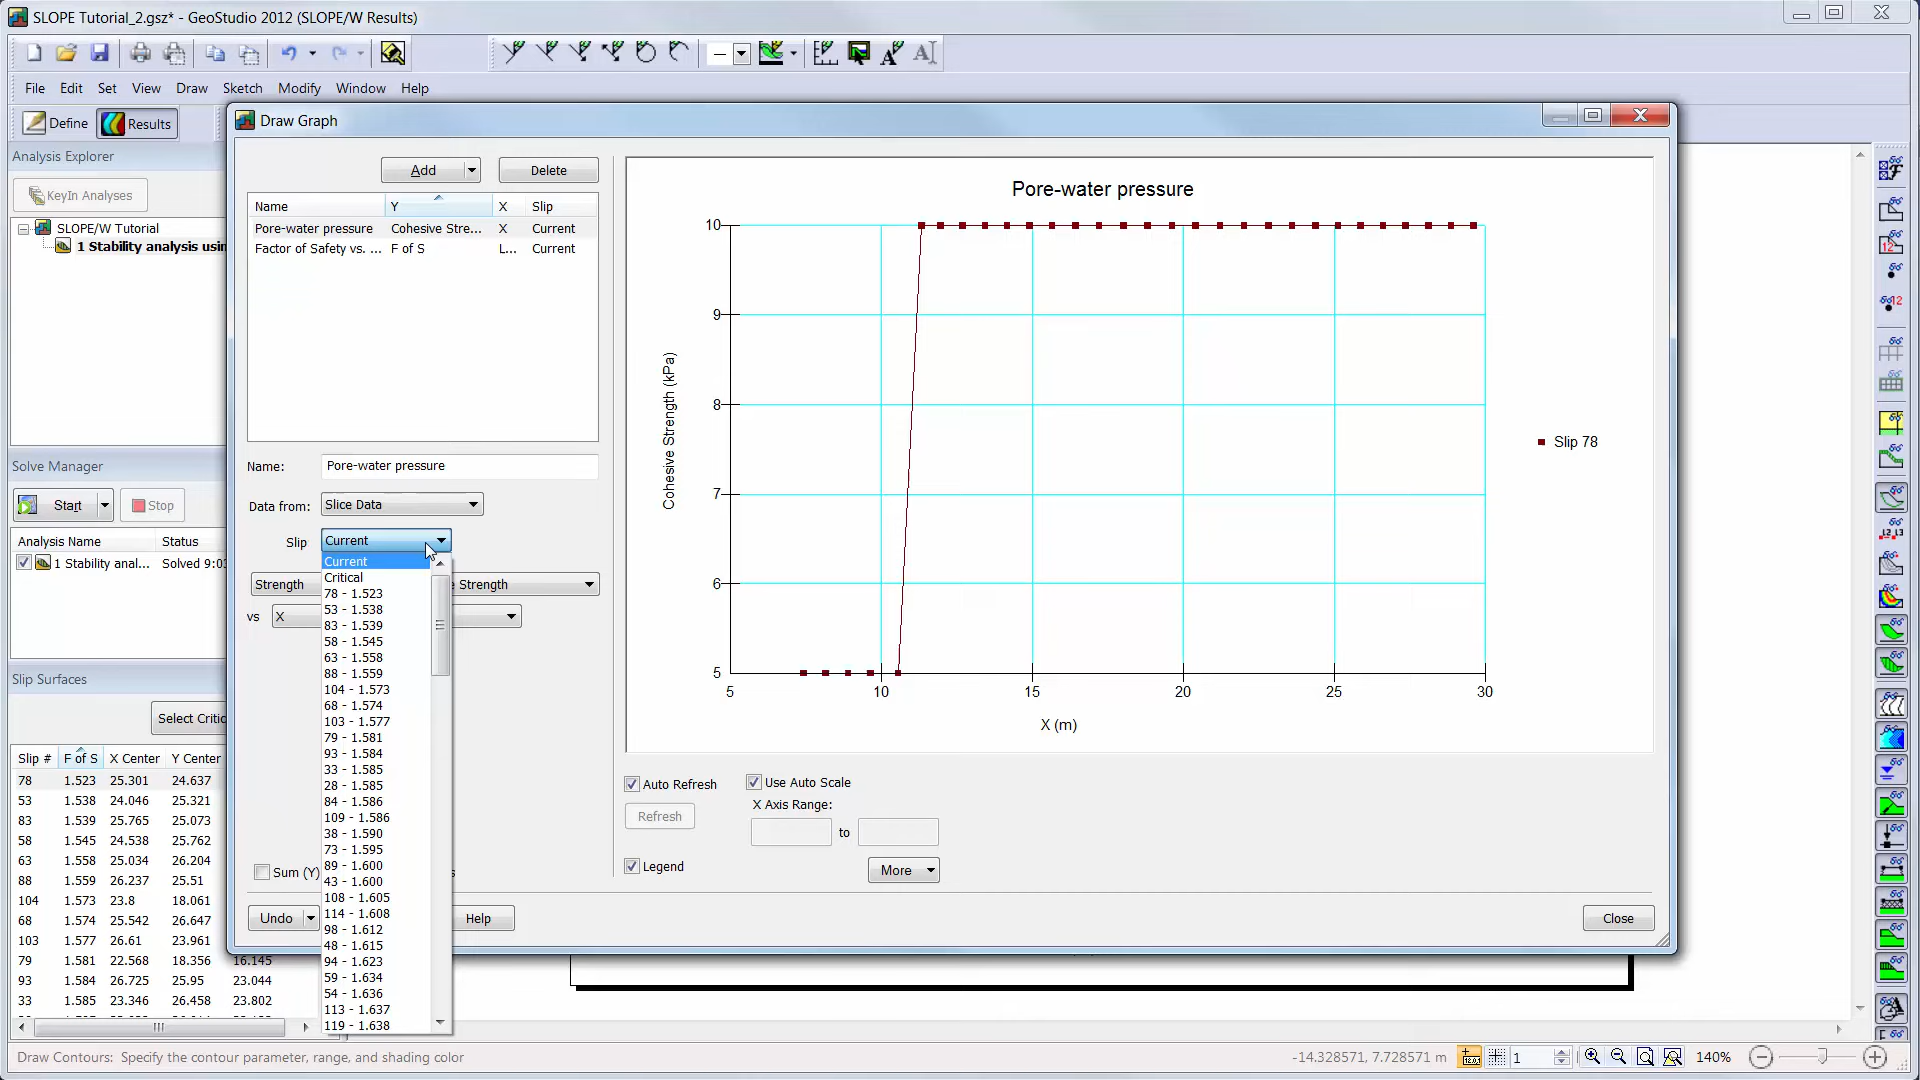 SLOPE Tutorial_2.gsz* - GeoStudio 2012 (SLOPE/W Results)
File Edit Set View Draw Sketch Modify Window Help
Define Results
Draw Graph
Analysis Explorer
KeyIn Analyses
SLOPE/W Tutorial
1 Stability analysis usin
Solve Manager
Start Stop
Analysis Name Status
1 Stability anal... Solved 9:0
Slip Surfaces
Select Critic
Slip # F of S X Center Y Center
78 1.523 25.301 24.637
53 1.538 24.046 25.321
83 1.539 25.765 25.073
58 1.545 24.538 25.762
63 1.558 25.034 26.204
88 1.559 26.237 25.51
104 1.573 23.8 18.061
68 1.574 25.542 26.647
103 1.577 26.61 23.961
79 1.581 22.568 18.356 16.145
93 1.584 26.725 25.95 23.044
33 1.585 23.346 26.458 23.802
Add Delete
Name Y X Slip
Pore-water pressure Cohesive Stre... X Current
Factor of Safety vs. ... F of S L... Current
Name: Pore-water pressure
Data from: Slice Data
Slip Current
Current
Critical
78 - 1.523
53 - 1.538
83 - 1.539
58 - 1.545
63 - 1.558
88 - 1.559
104 - 1.573
68 - 1.574
103 - 1.577
79 - 1.581
93 - 1.584
33 - 1.585
28 - 1.585
84 - 1.586
109 - 1.586
38 - 1.590
73 - 1.595
89 - 1.600
43 - 1.600
108 - 1.605
114 - 1.608
98 - 1.612
48 - 1.615
94 - 1.623
59 - 1.634
54 - 1.636
113 - 1.637
119 - 1.638
Strength e Strength
vs X
Sum (Y) s
Undo Help
Pore-water pressure
10
9
8
7
6
5
Cohesive Strength (kPa)
5 10 15 20 25 30
X (m)
Slip 78
Auto Refresh Use Auto Scale
X Axis Range:
Refresh to
Legend More
Close
Draw Contours: Specify the contour parameter, range, and shading color
-14.328571, 7.728571 m 1 140%